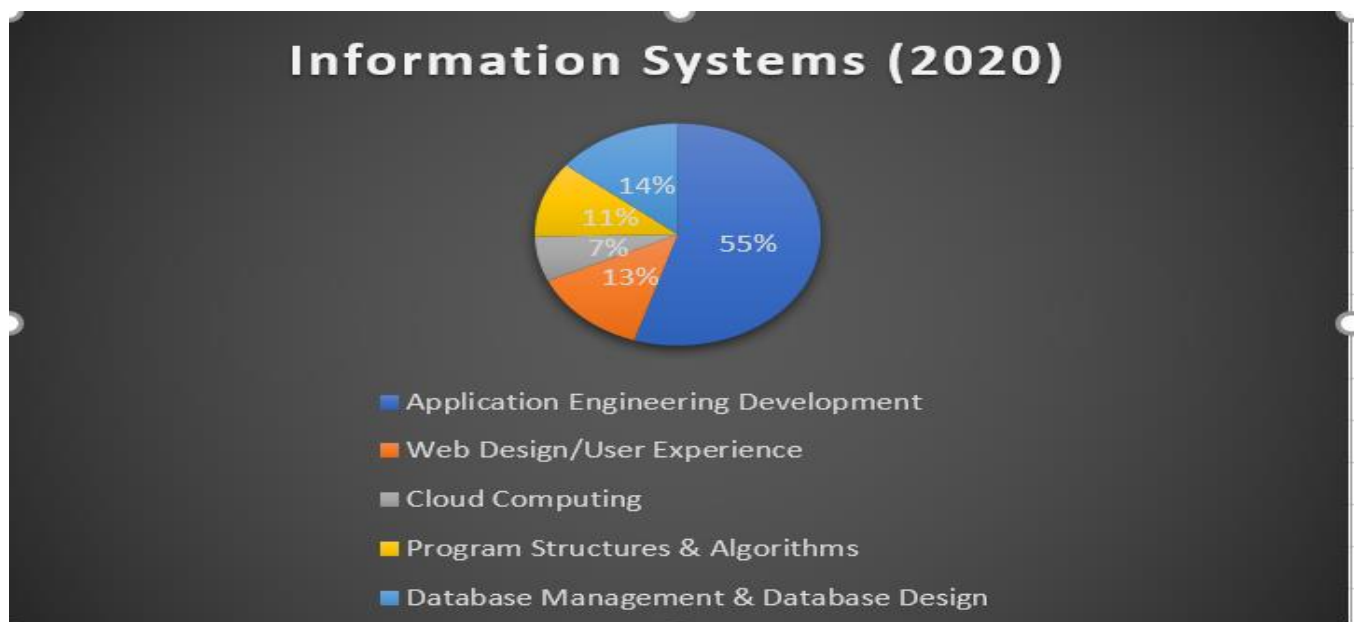 Information Systems (2020)
14%
11%
55%
7%
13%
Application Engineering Development
Web Design/User Experience
Cloud Computing
Program Structures & Algorithms
Database Management & Database Design